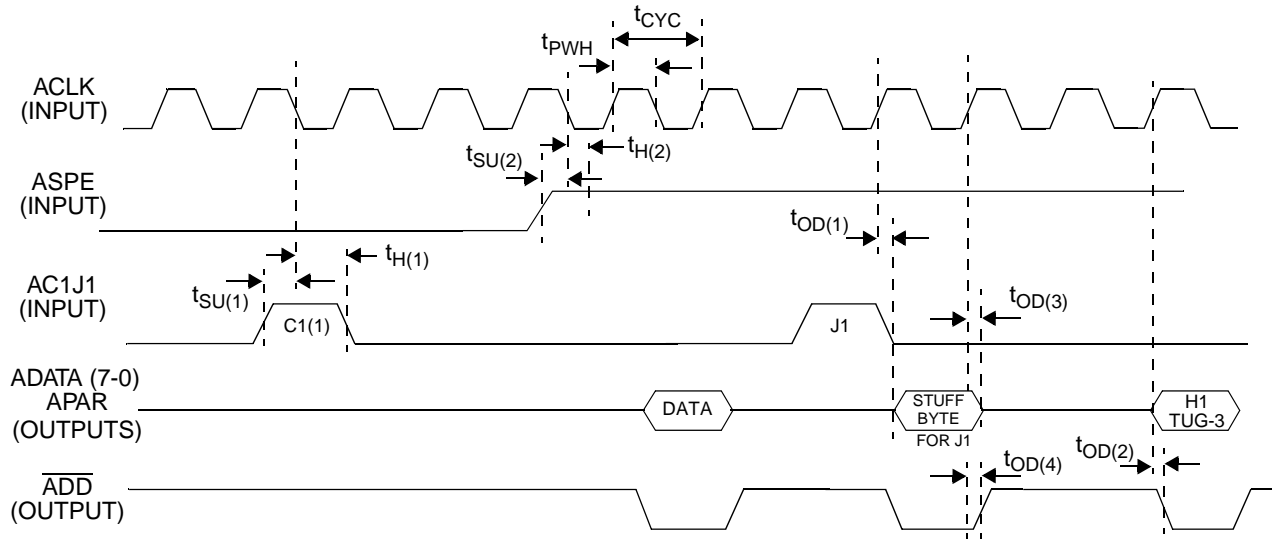 tCYC
tPWH
ACLK
(INPUT)
tSU(2)
tH(2)
ASPE
(INPUT)
tOD(1)
tH(1)
AC1J1
(INPUT)
tSU(1)
C1(1)
J1
tOD(3)
ADATA (7-0)
APAR
(OUTPUTS)
DATA
STUFF
BYTE
FOR J1
H1
TUG-3
tOD(4)
tOD(2)
ADD
(OUTPUT)